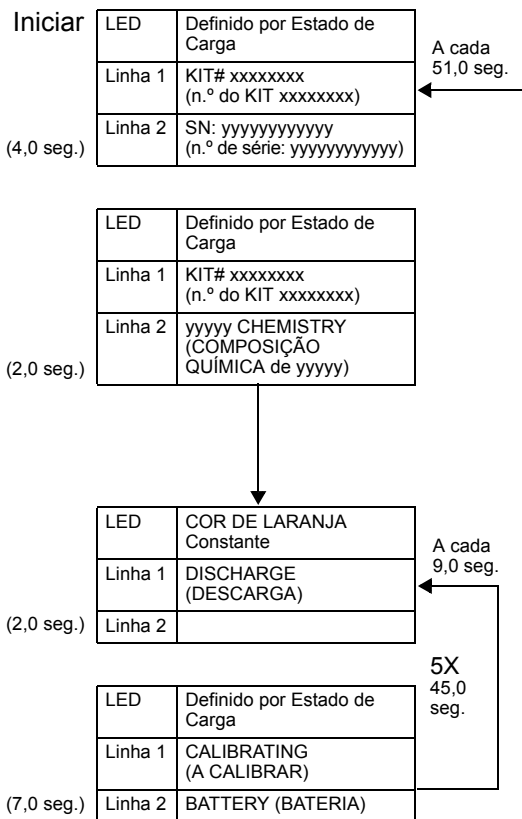 Iniciar
LED
Definido por Estado de
Carga
Linha 1
KIT# xxxxxxxx
(n.º do KIT xxxxxxxx)
(4,0 seg.)
Linha 2
SN: yyyyyyyyyyyy
(n.º de série: yyyyyyyyyyyy)
A cada
51,0 seg.
LED
Definido por Estado de
Carga
Linha 1
KIT# xxxxxxxx
(n.º do KIT xxxxxxxx)
(2,0 seg.)
Linha 2
yyyyy CHEMISTRY
(COMPOSIÇÃO
QUÍMICA de yyyyy)
LED
COR DE LARANJA
Constante
Linha 1
DISCHARGE
(DESCARGA)
(2,0 seg.)
Linha 2
A cada
9,0 seg.
5X
45,0
seg.
LED
Definido por Estado de
Carga
Linha 1
CALIBRATING
(A CALIBRAR)
(7,0 seg.)
Linha 2
BATTERY (BATERIA)